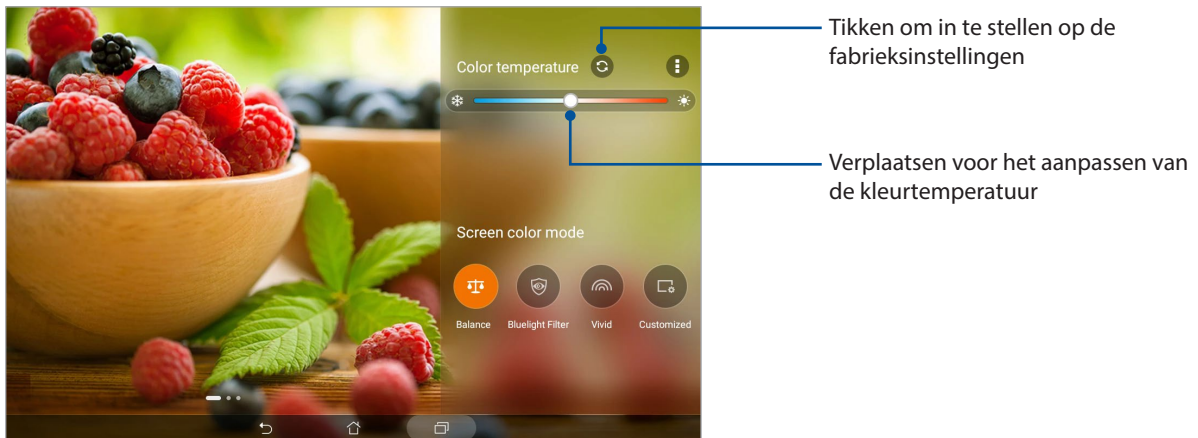 Tikken om in te stellen op de
fabrieksinstellingen
Color temperature
Verplaatsen voor het aanpassen van
de kleurtemperatuur
Screen color mode
Balance
Bluelight Filter
Vivid
Customized